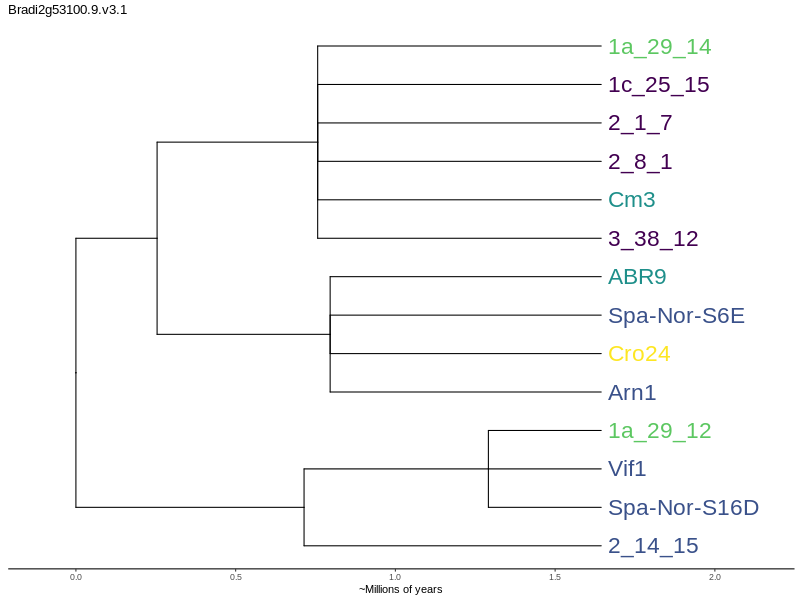 Bradi2g53100.9.v3.1
1a_29_14
1c_25_15
2_1_7
2_8_1
Cm3
3_38_12
ABR9
Spa-Nor-S6E
Cro24
Arn1
1a_29_12
Vif1
Spa-Nor-S16D
2_14_15
0.0 0.5 1.0 1.5 2.0
~Millions of years